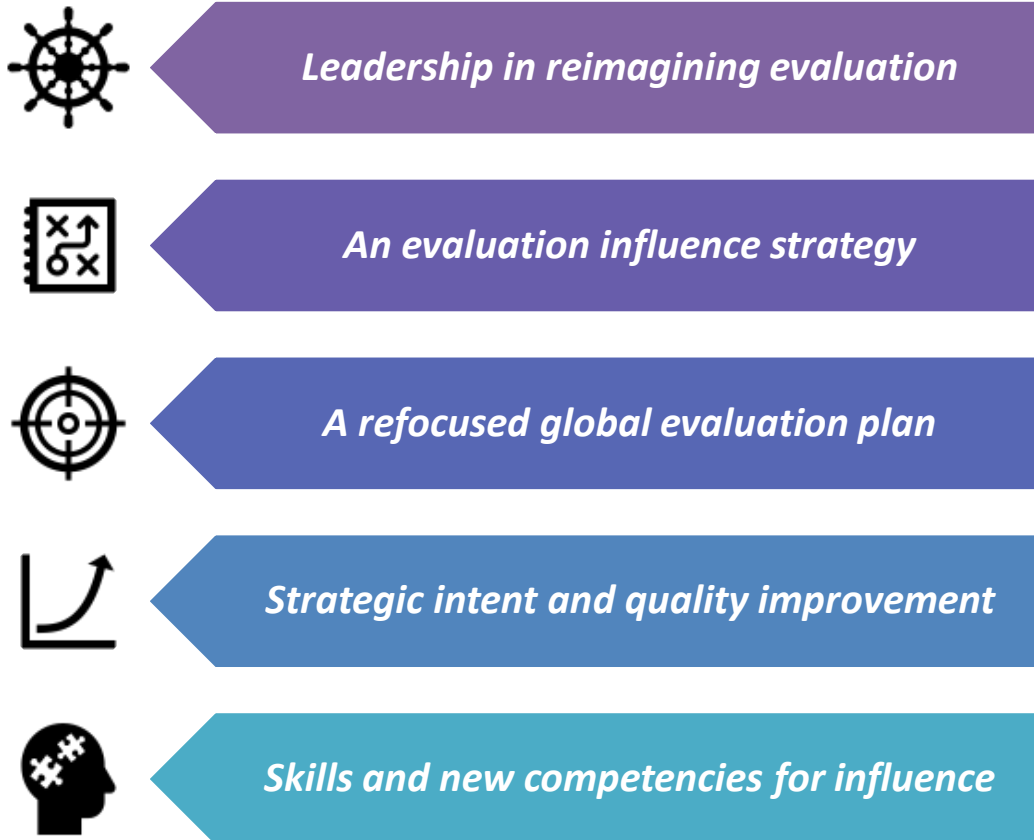 Leadership in reimagining evaluation
An evaluation influence strategy
A refocused global evaluation plan
Strategic intent and quality improvement
Skills and new competencies for influence